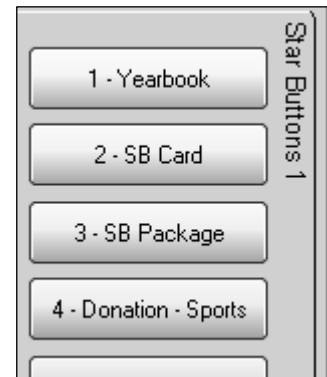 1 - Yearbook
2 - SB Card
3 - SB Package
4 - Donation - Sports
Star Buttons 1